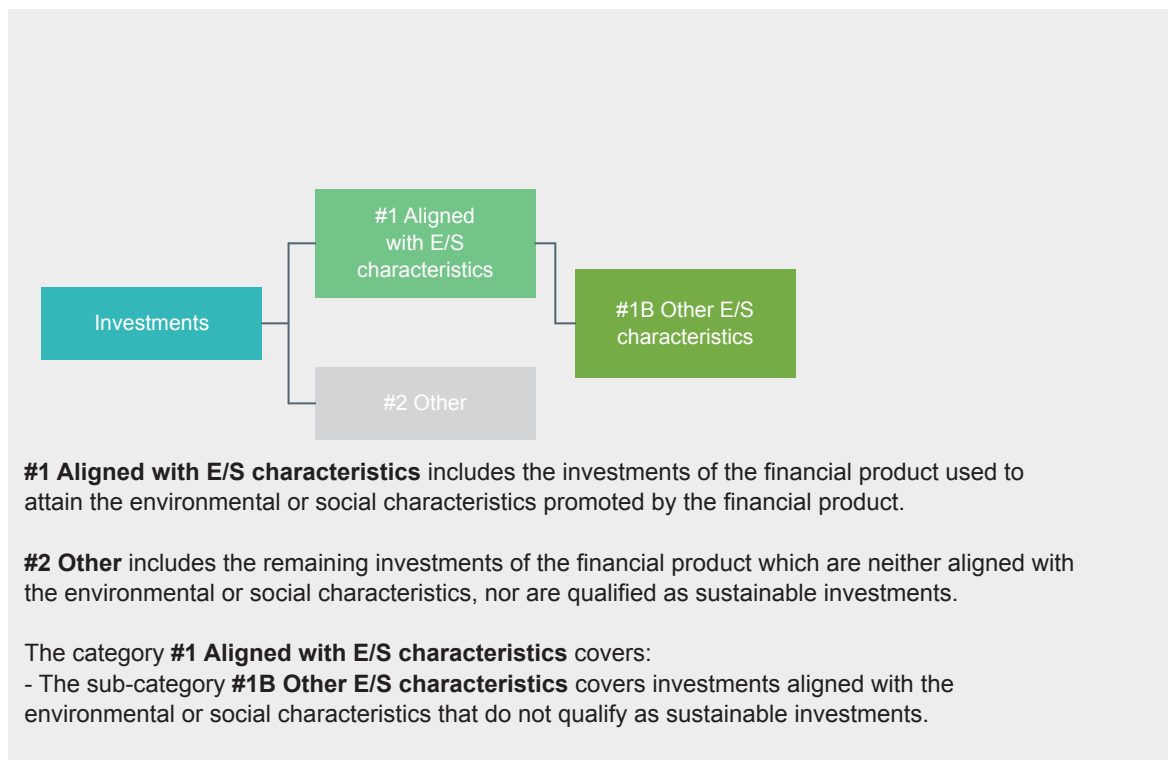 #1 Aligned
with E/S
characteristics
Investments
#1B Other E/S
characteristics
#2 Other
#1 Aligned with E/S characteristics includes the investments of the financial product used to
attain the environmental or social characteristics promoted by the financial product.
#2 Other includes the remaining investments of the financial product which are neither aligned with
the environmental or social characteristics, nor are qualified as sustainable investments.
The category #1 Aligned with E/S characteristics covers:
- The sub-category #1B Other E/S characteristics covers investments aligned with the
environmental or social characteristics that do not qualify as sustainable investments.